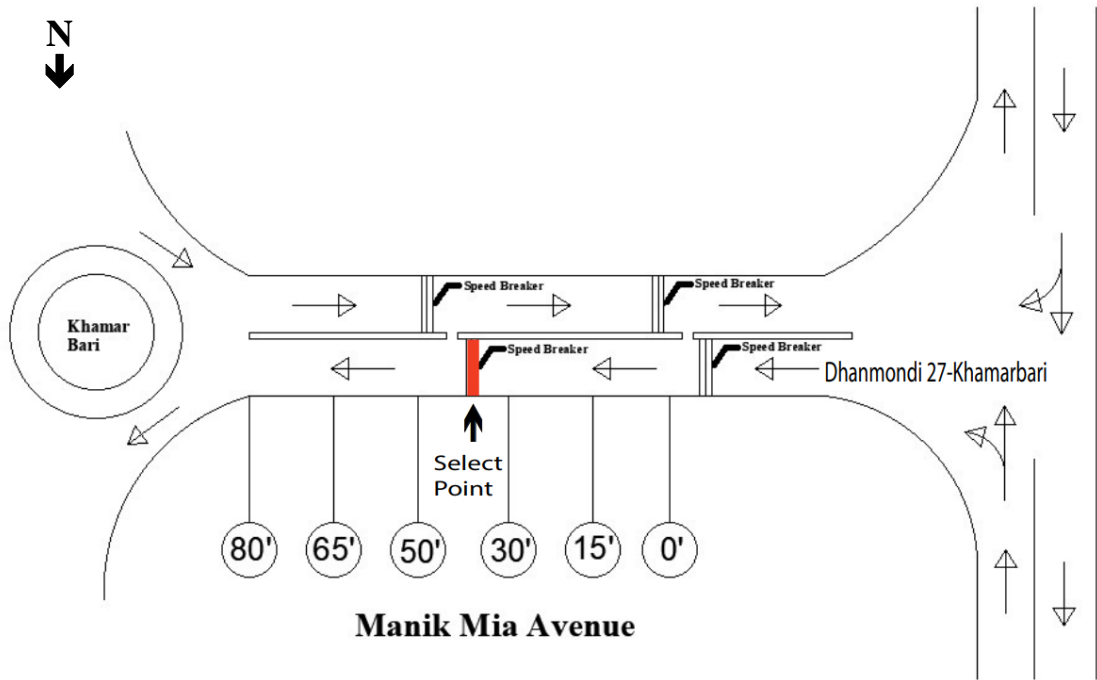 N
Speed Breaker
Speed Breaker
Khamar
Bari
Speed Breaker
Speed Breaker
Dhanmondi 27-Khamarbari
Select
Point
80'
65'
50'
30'
15'
0'
Manik Mia Avenue